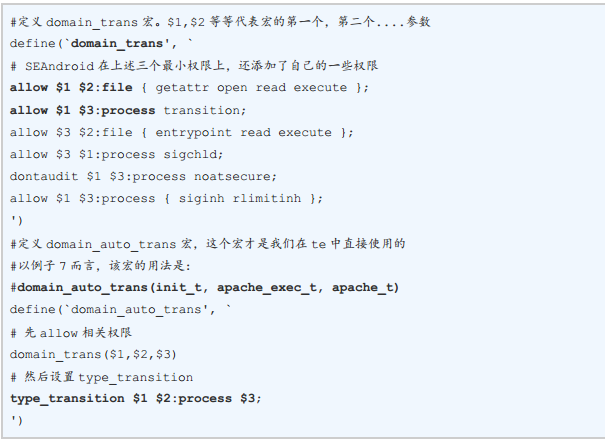 #定义 domain_trans 宏。$1,$2 等等代表宏的第一个，第二个....参数
define(`domain_trans', `
# SEAndroid 在上述三个最小权限上，还添加了自己的一些权限
allow $1 $2:file { getattr open read execute };
allow $1 $3:process transition;
allow $3 $2:file { entrypoint read execute };
allow $3 $1:process sigchld;
dontaudit $1 $3:process noatsecure;
allow $1 $3:process { siginh rlimitinh };
')
#定义 domain_auto_trans 宏，这个宏才是我们在 te 中直接使用的
#以例子 7 而言，该宏的用法是：
#domain_auto_trans(init_t, apache_exec_t, apache_t)
define(`domain_auto_trans', `
# 先 allow 相关权限
domain_trans($1,$2,$3)
# 然后设置 type_transition
type_transition $1 $2:process $3;
')